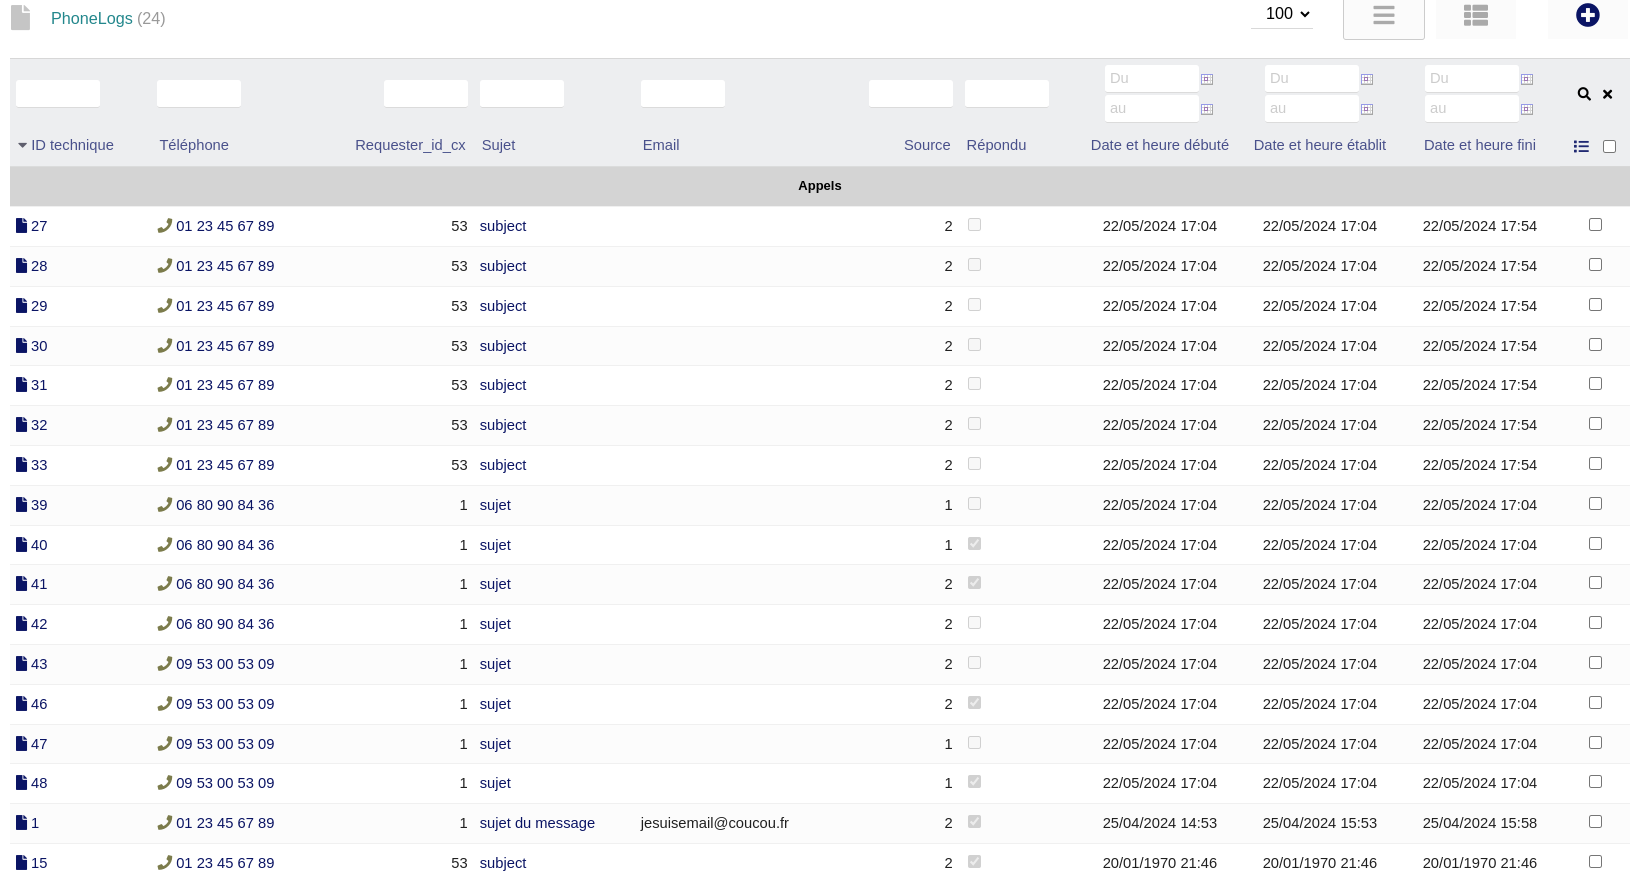 PhoneLogs (24)
100
Du Du Du
au au au
ID technique Téléphone Requester_id_cx Sujet Email Source Répondu Date et heure débuté Date et heure établit Date et heure fini
Appels
27 01 23 45 67 89 53 subject 2 22/05/2024 17:04 22/05/2024 17:04 22/05/2024 17:54
28 01 23 45 67 89 53 subject 2 22/05/2024 17:04 22/05/2024 17:04 22/05/2024 17:54
29 01 23 45 67 89 53 subject 2 22/05/2024 17:04 22/05/2024 17:04 22/05/2024 17:54
30 01 23 45 67 89 53 subject 2 22/05/2024 17:04 22/05/2024 17:04 22/05/2024 17:54
31 01 23 45 67 89 53 subject 2 22/05/2024 17:04 22/05/2024 17:04 22/05/2024 17:54
32 01 23 45 67 89 53 subject 2 22/05/2024 17:04 22/05/2024 17:04 22/05/2024 17:54
33 01 23 45 67 89 53 subject 2 22/05/2024 17:04 22/05/2024 17:04 22/05/2024 17:54
39 06 80 90 84 36 1 sujet 1 22/05/2024 17:04 22/05/2024 17:04 22/05/2024 17:04
40 06 80 90 84 36 1 sujet 1 22/05/2024 17:04 22/05/2024 17:04 22/05/2024 17:04
41 06 80 90 84 36 1 sujet 2 22/05/2024 17:04 22/05/2024 17:04 22/05/2024 17:04
42 06 80 90 84 36 1 sujet 2 22/05/2024 17:04 22/05/2024 17:04 22/05/2024 17:04
43 09 53 00 53 09 1 sujet 2 22/05/2024 17:04 22/05/2024 17:04 22/05/2024 17:04
46 09 53 00 53 09 1 sujet 2 22/05/2024 17:04 22/05/2024 17:04 22/05/2024 17:04
47 09 53 00 53 09 1 sujet 1 22/05/2024 17:04 22/05/2024 17:04 22/05/2024 17:04
48 09 53 00 53 09 1 sujet 1 22/05/2024 17:04 22/05/2024 17:04 22/05/2024 17:04
1 01 23 45 67 89 1 sujet du message jesuisemail@coucou.fr 2 25/04/2024 14:53 25/04/2024 15:53 25/04/2024 15:58
15 01 23 45 67 89 53 subject 2 20/01/1970 21:46 20/01/1970 21:46 20/01/1970 21:46